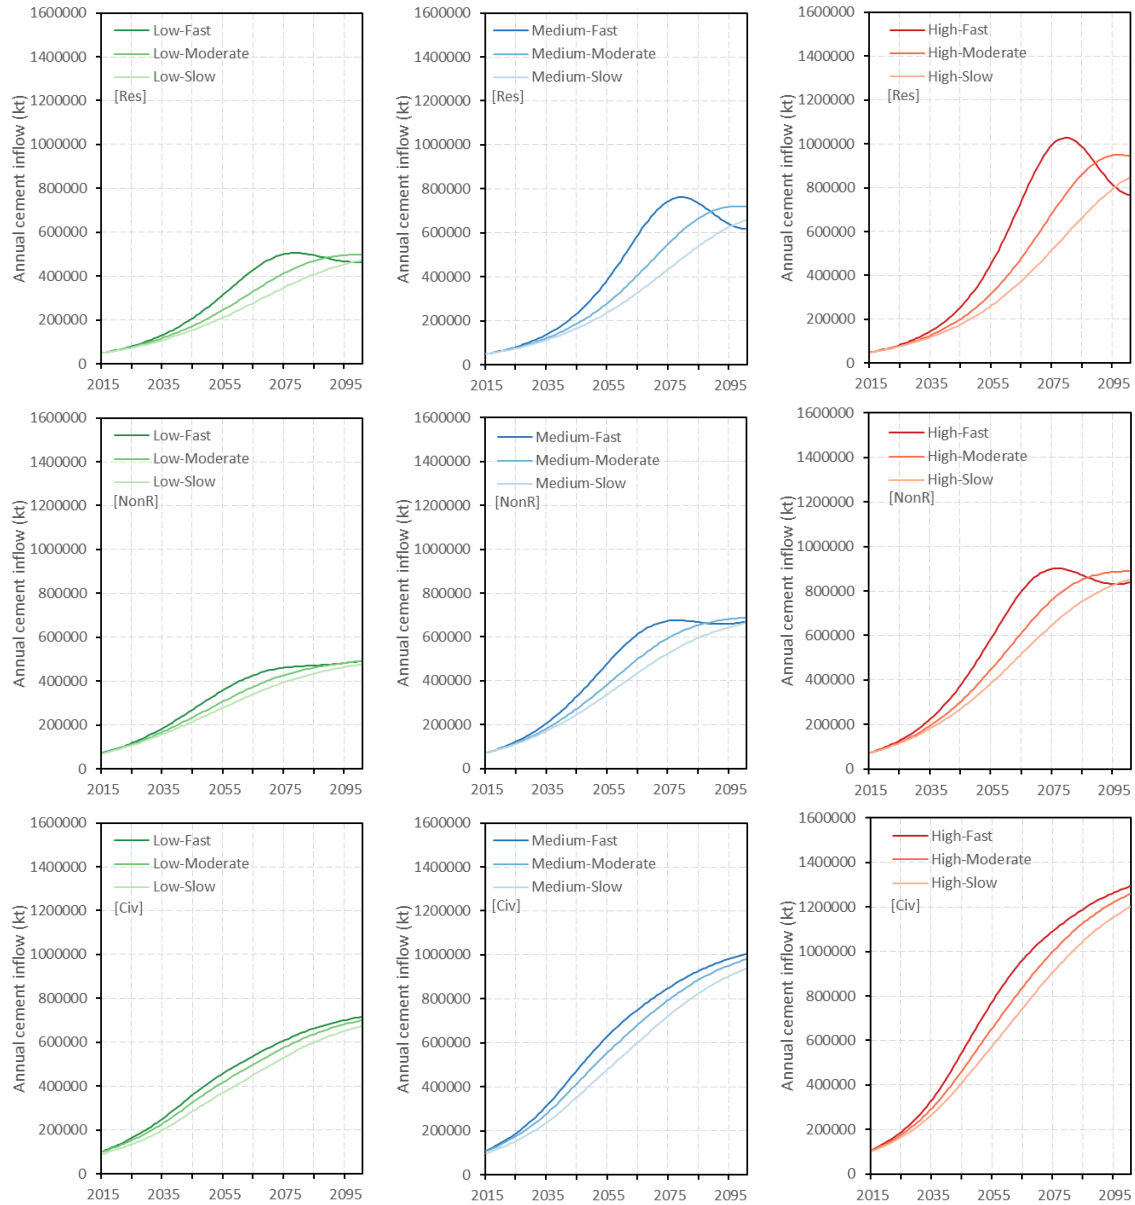 Annual cement inflow (kt)
1600000
1400000
1200000
1000000
800000
600000
400000
200000
0
Low-Fast
Low-Moderate
Low-Slow
[Res]
2015 2035 2055 2075 2095
Annual cement inflow (kt)
1600000
1400000
1200000
1000000
800000
600000
400000
200000
0
Medium-Fast
Medium-Moderate
Medium-Slow
[Res]
2015 2035 2055 2075 2095
Annual cement inflow (kt)
1600000
1400000
1200000
1000000
800000
600000
400000
200000
0
High-Fast
High-Moderate
High-Slow
[Res]
2015 2035 2055 2075 2095
Annual cement inflow (kt)
1600000
1400000
1200000
1000000
800000
600000
400000
200000
0
Low-Fast
Low-Moderate
Low-Slow
[NonR]
2015 2035 2055 2075 2095
Annual cement inflow (kt)
1600000
1400000
1200000
1000000
800000
600000
400000
200000
0
Medium-Fast
Medium-Moderate
Medium-Slow
[NonR]
2015 2035 2055 2075 2095
Annual cement inflow (kt)
1600000
1400000
1200000
1000000
800000
600000
400000
200000
0
High-Fast
High-Moderate
High-Slow
[NonR]
2015 2035 2055 2075 2095
Annual cement inflow (kt)
1600000
1400000
1200000
1000000
800000
600000
400000
200000
0
Low-Fast
Low-Moderate
Low-Slow
[Civ]
2015 2035 2055 2075 2095
Annual cement inflow (kt)
1600000
1400000
1200000
1000000
800000
600000
400000
200000
0
Medium-Fast
Medium-Moderate
Medium-Slow
[Civ]
2015 2035 2055 2075 2095
Annual cement inflow (kt)
1600000
1400000
1200000
1000000
800000
600000
400000
200000
0
High-Fast
High-Moderate
High-Slow
[Civ]
2015 2035 2055 2075 2095